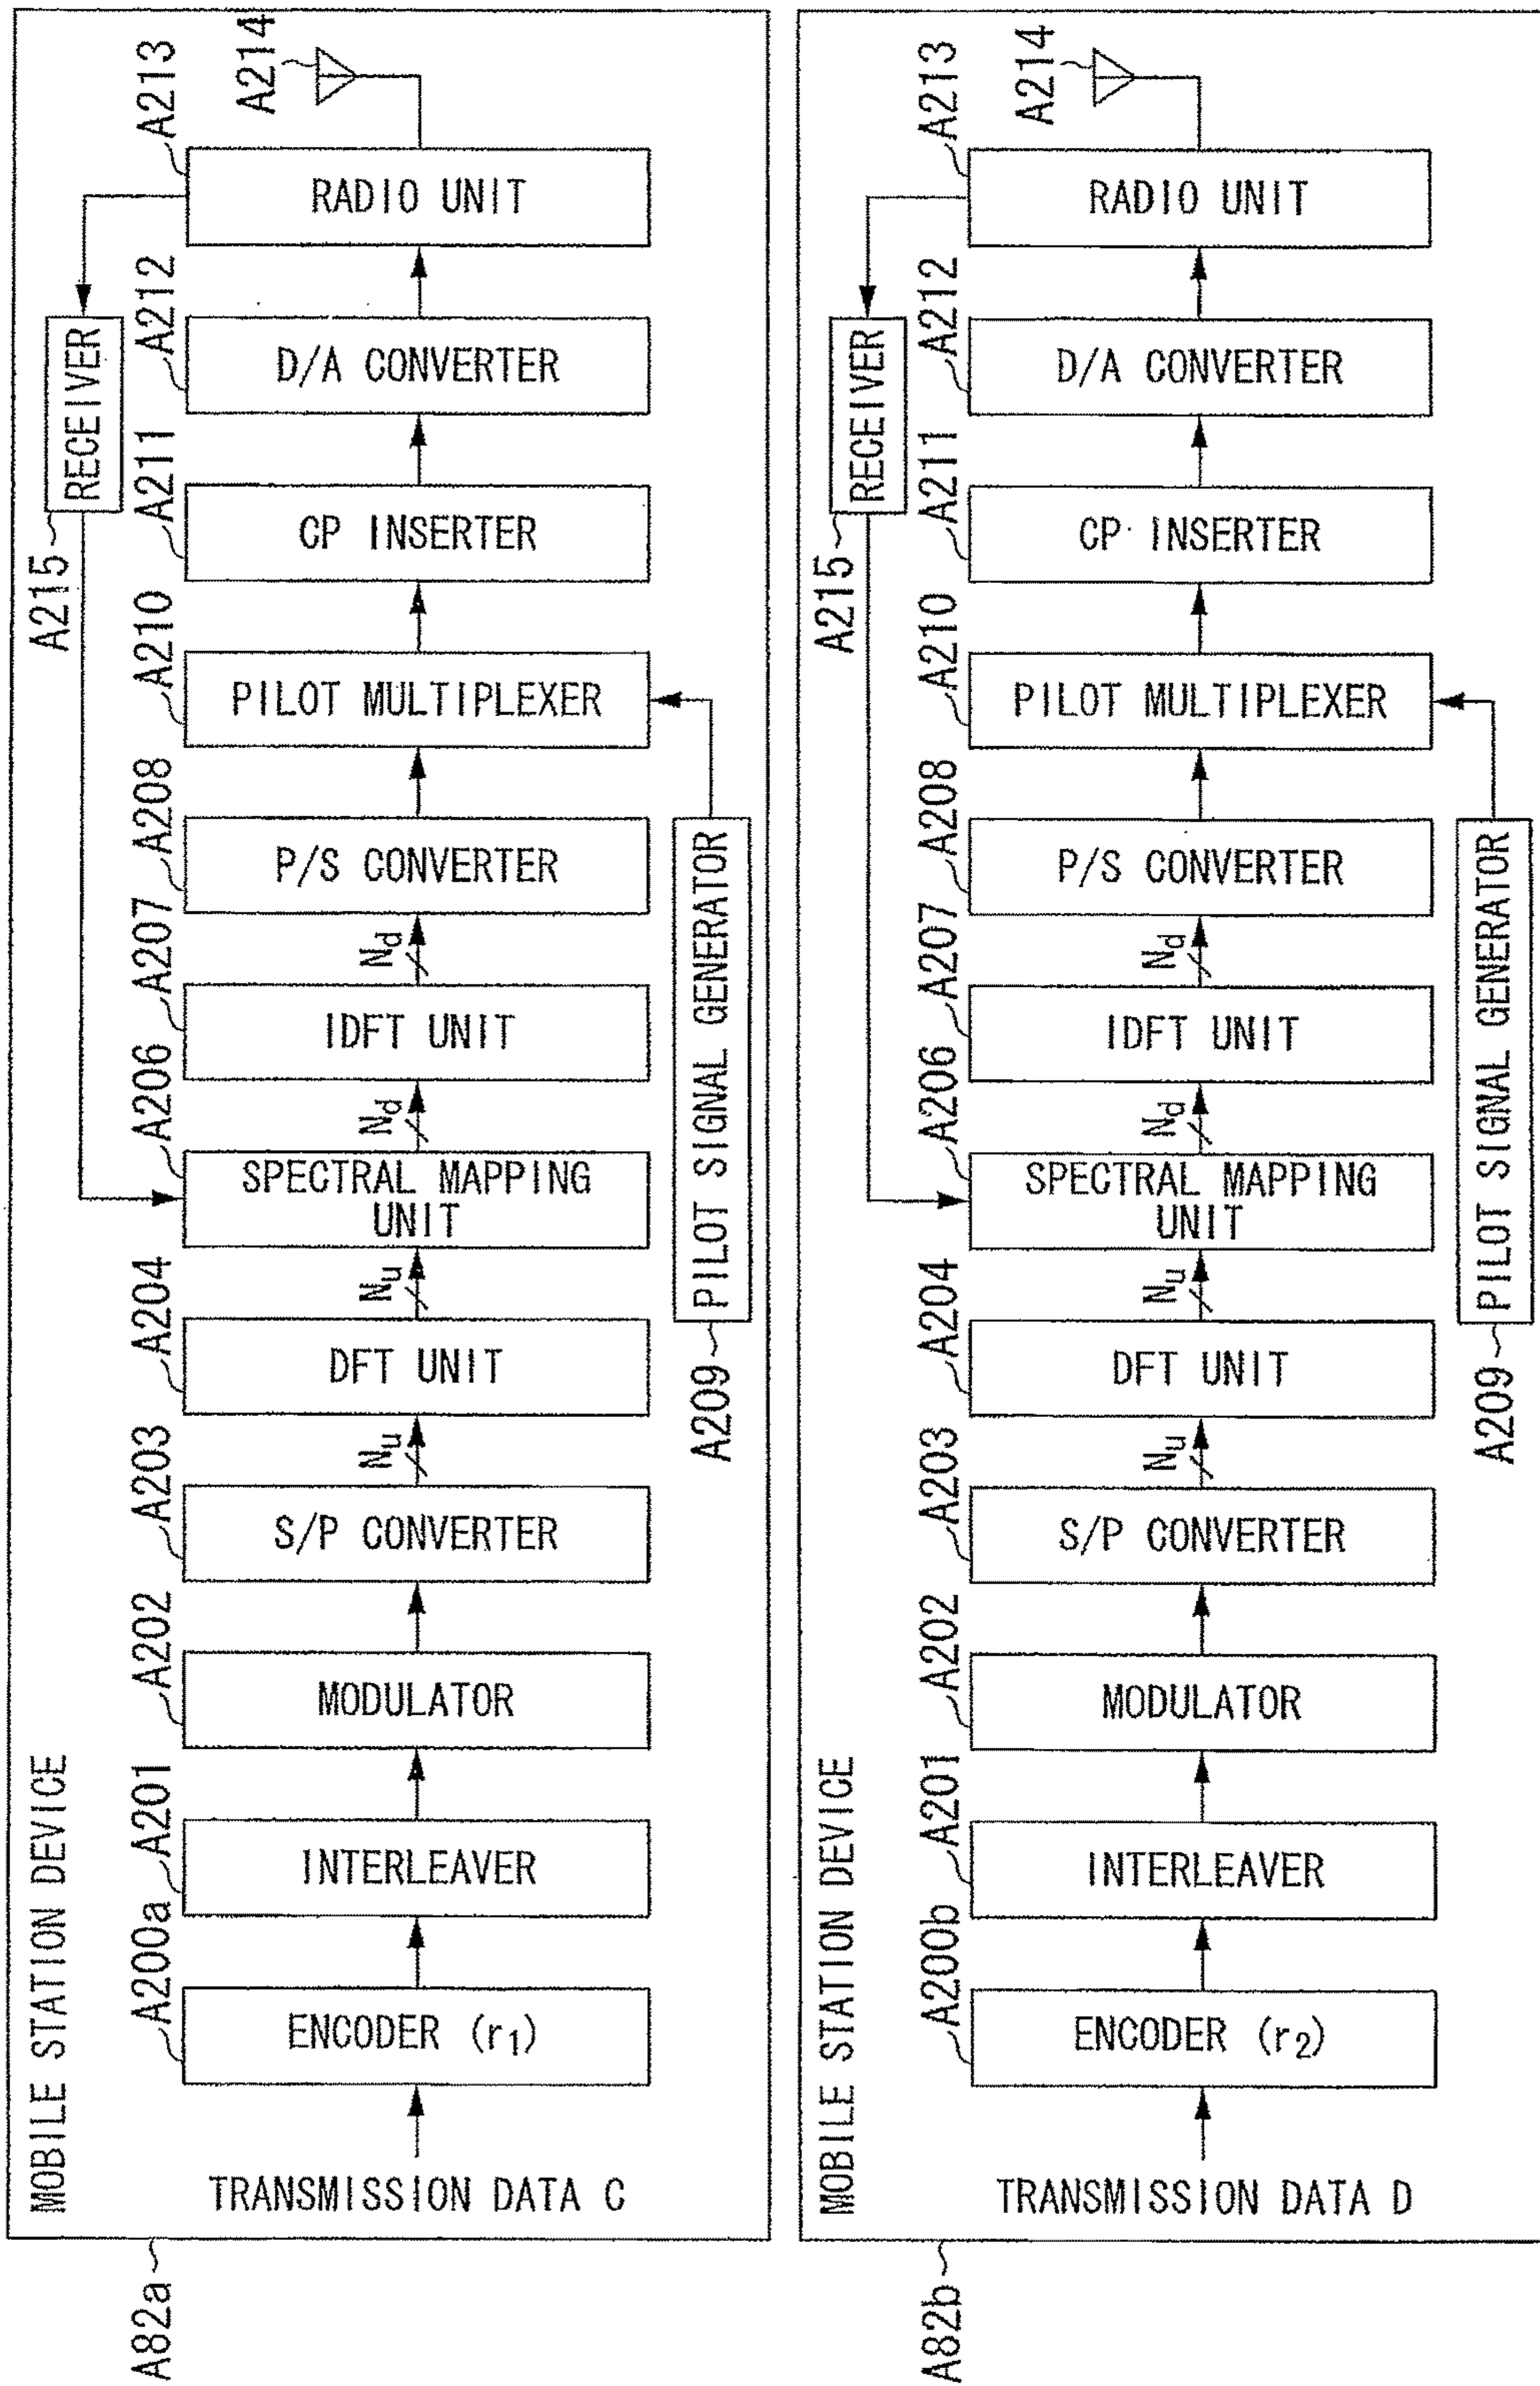 A82a
MOBILE STATION DEVICE
TRANSMISSION DATA C
A200a
ENCODER (r1)
A201
INTERLEAVER
A202
MODULATOR
A203
S/P CONVERTER
Nu
A204
DFT UNIT
Nu
A206
SPECTRAL MAPPING
UNIT
Nd
A207
IDFT UNIT
Nd
A208
P/S CONVERTER
A209
PILOT SIGNAL GENERATOR
A210
PILOT MULTIPLEXER
A211
CP INSERTER
A212
D/A CONVERTER
A213
RADIO UNIT
A214
A215
RECEIVER
A82b
MOBILE STATION DEVICE
TRANSMISSION DATA D
A200b
ENCODER (r2)
A201
INTERLEAVER
A202
MODULATOR
A203
S/P CONVERTER
Nu
A204
DFT UNIT
Nu
A206
SPECTRAL MAPPING
UNIT
Nd
A207
IDFT UNIT
Nd
A208
P/S CONVERTER
A209
PILOT SIGNAL GENERATOR
A210
PILOT MULTIPLEXER
A211
CP INSERTER
A212
D/A CONVERTER
A213
RADIO UNIT
A214
A215
RECEIVER